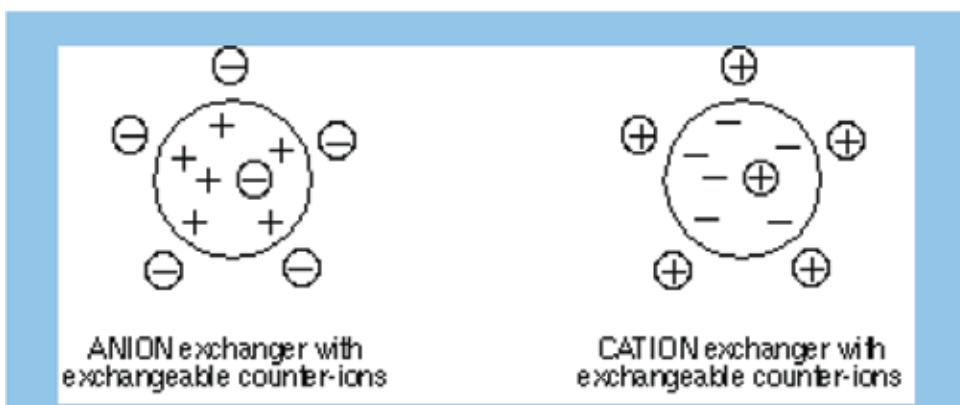 ANION exchanger with
exchangeable counter-ions
CATION exchanger with
exchangeable counter-ions